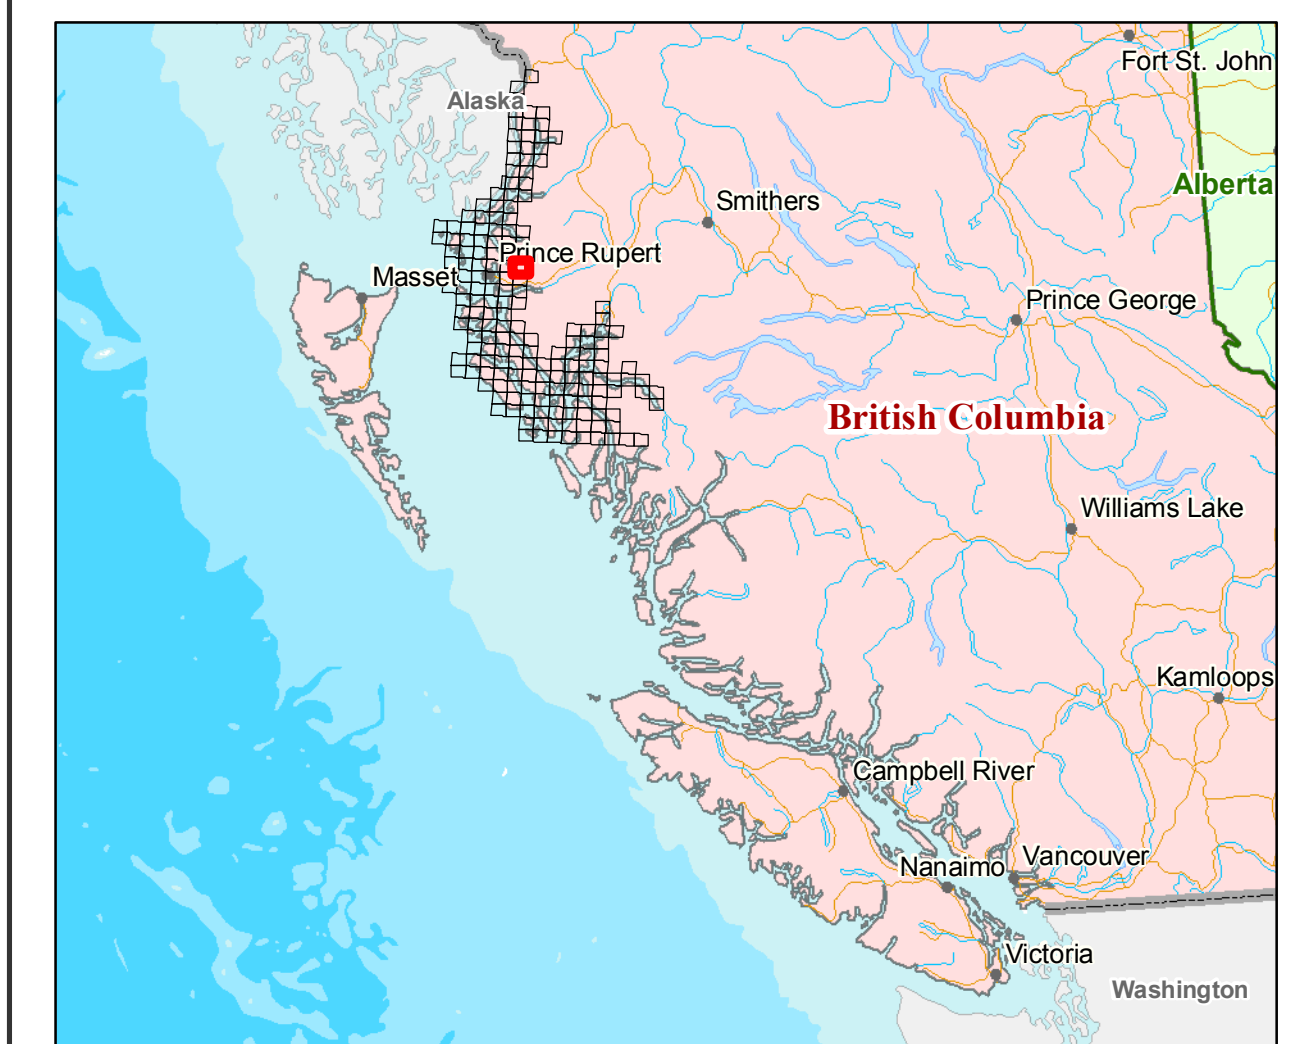 Fort St. John
Alaska
Alberta
Smithers
Prince Rupert
Masset
Prince George
British Columbia
Williams Lake
Kamloops
Campbell River
Vancouver
Nanaimo
Victoria
Washington